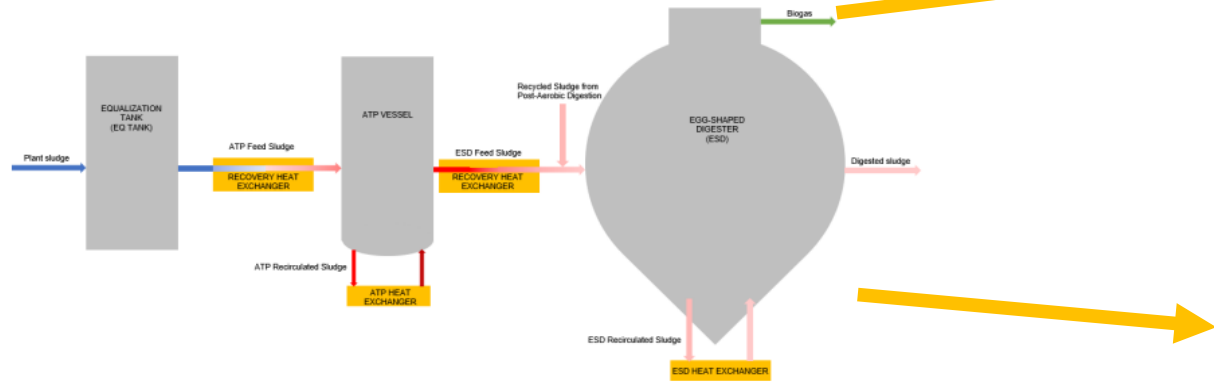 Biogas
Recycled Sludge from
Post-Aerobic Digestion
EQUALIZATION
TANK
(EQ TANK)
ATP VESSEL
EGG-SHAPED
DIGESTER
(ESD)
Plant sludge
ATP Feed Sludge
ESD Feed Sludge
Digested sludge
RECOVERY HEAT
EXCHANGER
RECOVERY HEAT
EXCHANGER
ATP Recirculated Sludge
ATP HEAT
EXCHANGER
ESD Recirculated Sludge
ESD HEAT EXCHANGER